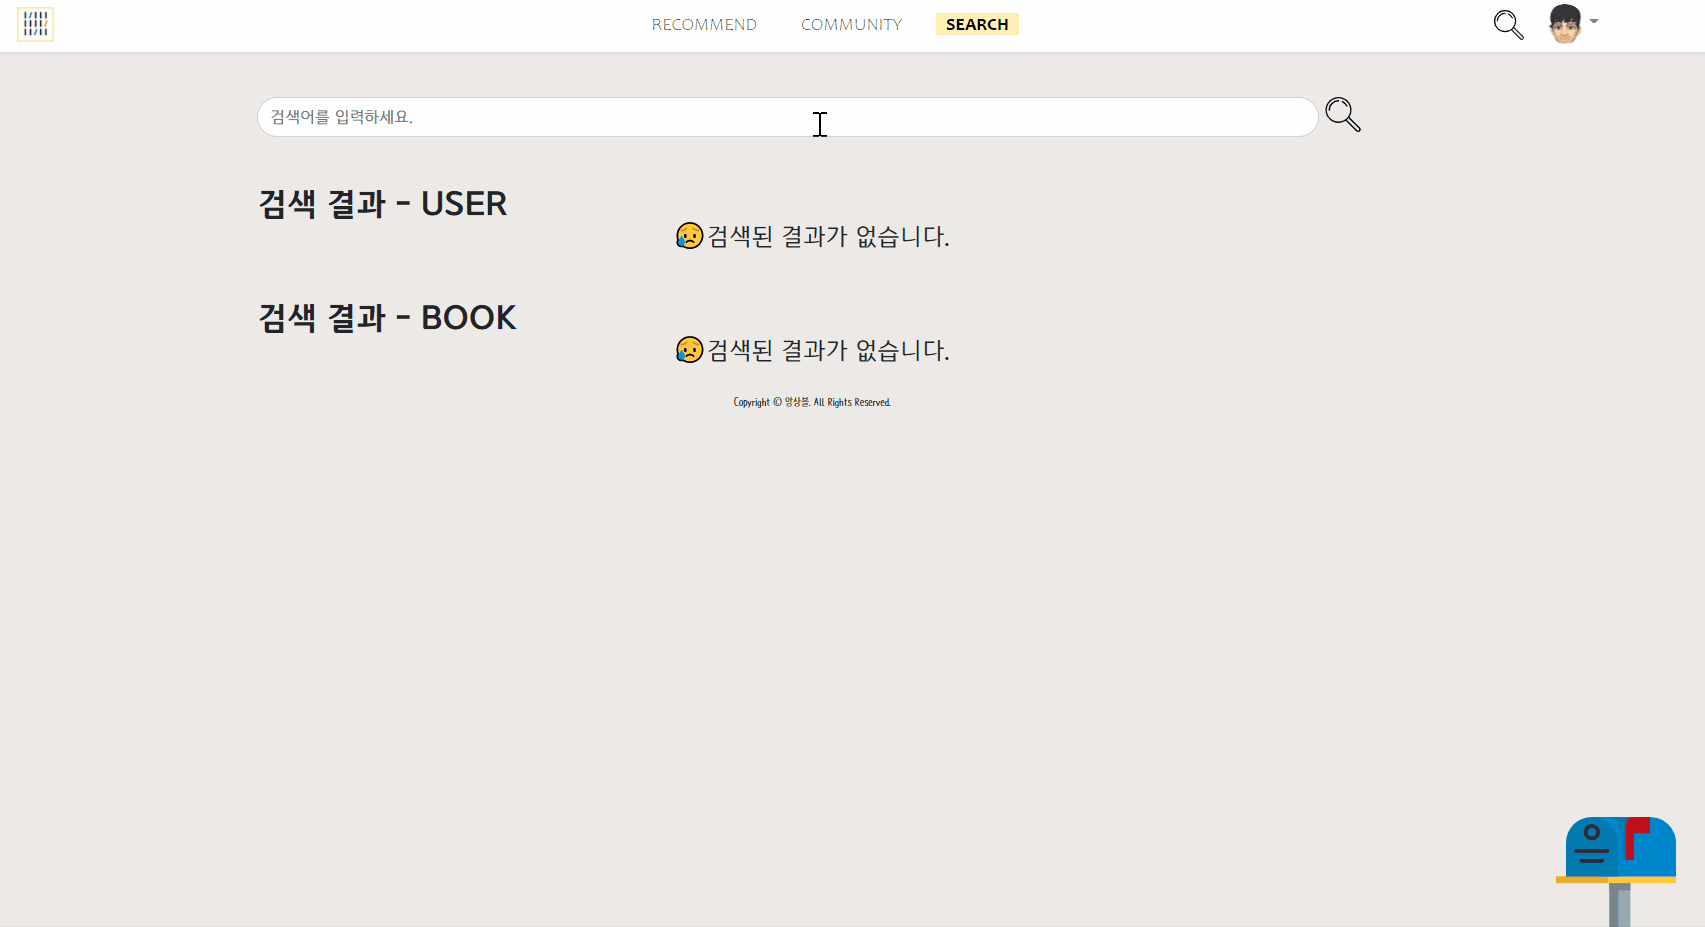 RECOMMEND COMMUNITY SEARCH
검색어를 입력하세요.
검색 결과 - USER
😥검색된 결과가 없습니다.
검색 결과 - BOOK
😥검색된 결과가 없습니다.
Copyright © 앙상블. All Rights Reserved.